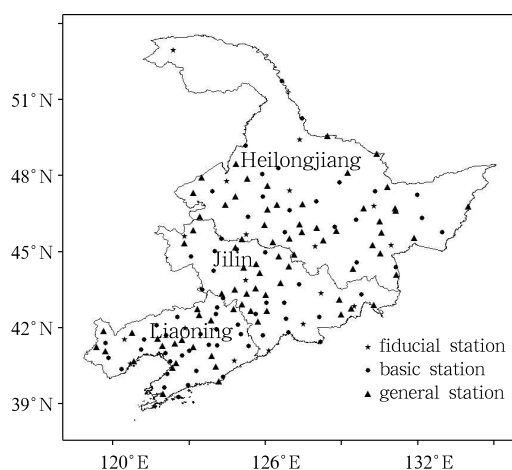 51°N
48°N
45°N
42°N
39°N
Heilongjiang
Jilin
Liaoning
fiducial station
basic station
general station
120°E
126°E
132°E